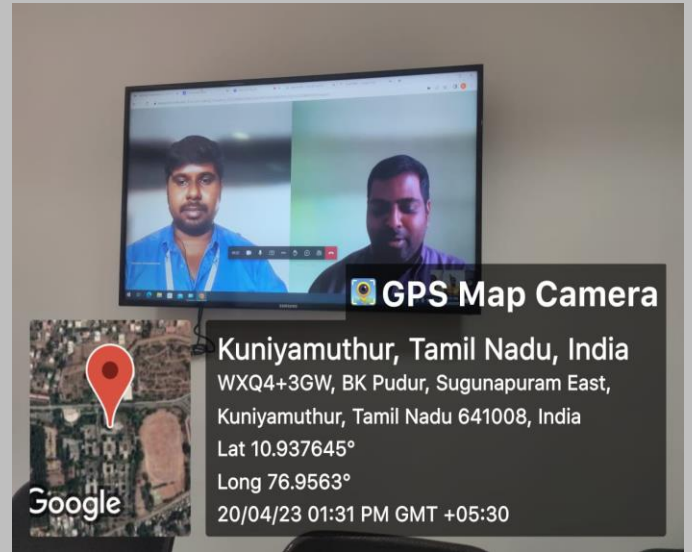 SAMSUNG
GPS Map Camera
Kuniyamuthur, Tamil Nadu, India
WXQ4+3GW, BK Pudur, Sugunapuram East,
Kuniyamuthur, Tamil Nadu 641008, India
Lat 10.937645°
Long 76.9563°
20/04/23 01:31 PM GMT +05:30
Google